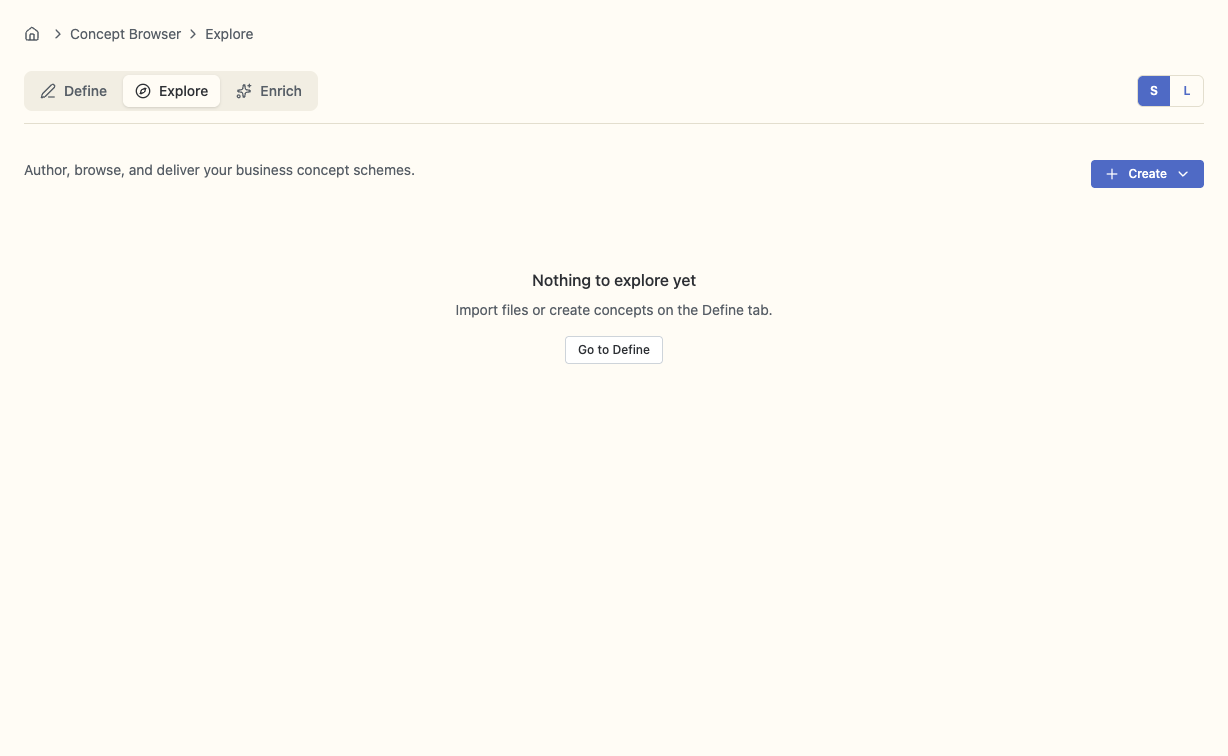 Concept Browser > Explore
Define Explore Enrich
S L
Author, browse, and deliver your business concept schemes.
Create
Nothing to explore yet
Import files or create concepts on the Define tab.
Go to Define